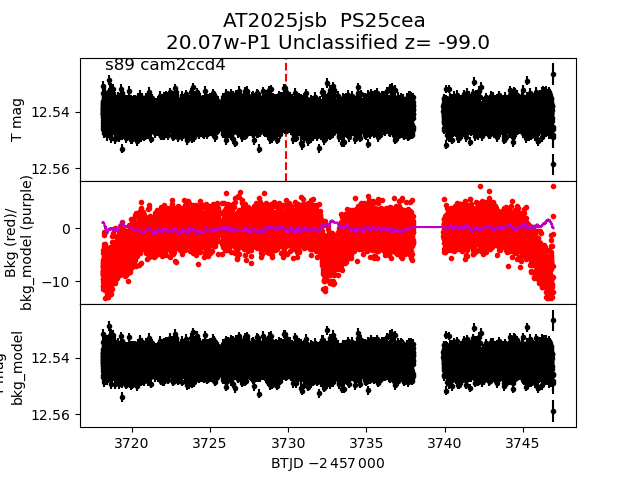 AT2025jsb PS25cea
20.07w-P1 Unclassified z= -99.0
s89 cam2ccd4
T mag
12.54
12.56
Bkg (red)/
bkg_model (purple)
0
−10
mag
bkg_model
12.54
12.56
3720 3725 3730 3735 3740 3745
BTJD −2 457 000